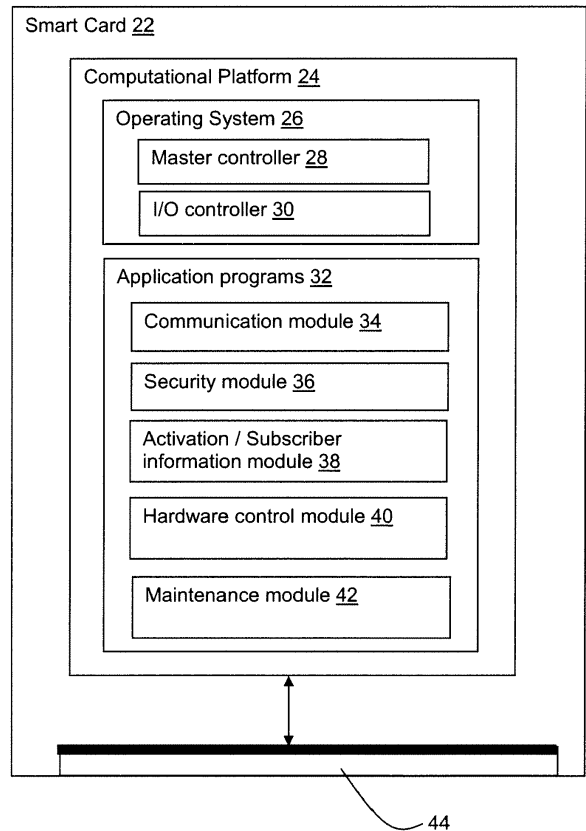 Smart Card 22
Computational Platform 24
Operating System 26
Master controller 28
I/O controller 30
Application programs 32
Communication module 34
Security module 36
Activation / Subscriber
information module 38
Hardware control module 40
Maintenance module 42
44